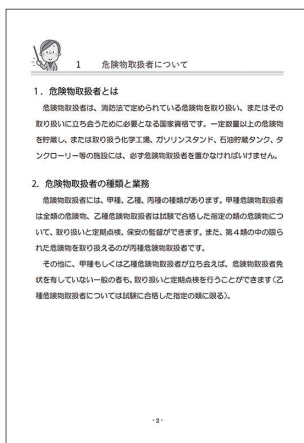 1 危険物取扱者について
1. 危険物取扱者とは
危険物取扱者は、消防法で定められている危険物を取り扱い、またはその
取り扱いに立ち会うために必要となる国家資格です。一定数量以上の危険物
を貯蔵し、または取り扱う化学工場、ガソリンスタンド、石油貯蔵タンク、タ
ンクローリー等の施設には、必ず危険物取扱者を置かなければいけません。
2. 危険物取扱者の種類と業務
危険物取扱者には、甲種、乙種、丙種の種類があります。甲種危険物取扱者
は全類の危険物、乙種危険物取扱者は試験で合格した指定の類の危険物につ
いて、取り扱いと定期点検、保安の監督ができます。また、第4類の中の限ら
れた危険物を取り扱えるのが丙種危険物取扱者です。
その他に、甲種もしくは乙種危険物取扱者が立ち会えば、危険物取扱者免
状を有していない一般の者も、取り扱いと定期点検を行うことができます（乙
種危険物取扱者については試験に合格した指定の類に限る）。
・2・